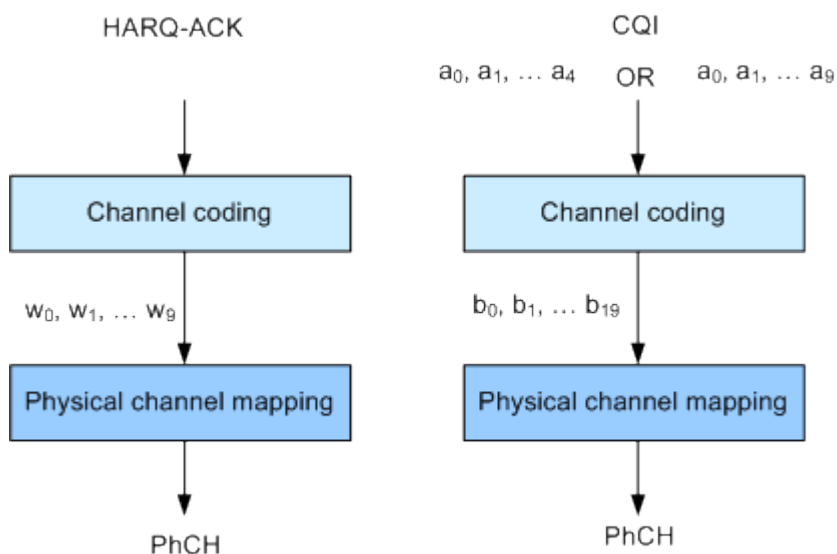 HARQ-ACK
Channel coding
w₀, w₁, … w₉
Physical channel mapping
PhCH
CQI
a₀, a₁, … a₄ OR a₀, a₁, … a₉
Channel coding
b₀, b₁, … b₁₉
Physical channel mapping
PhCH